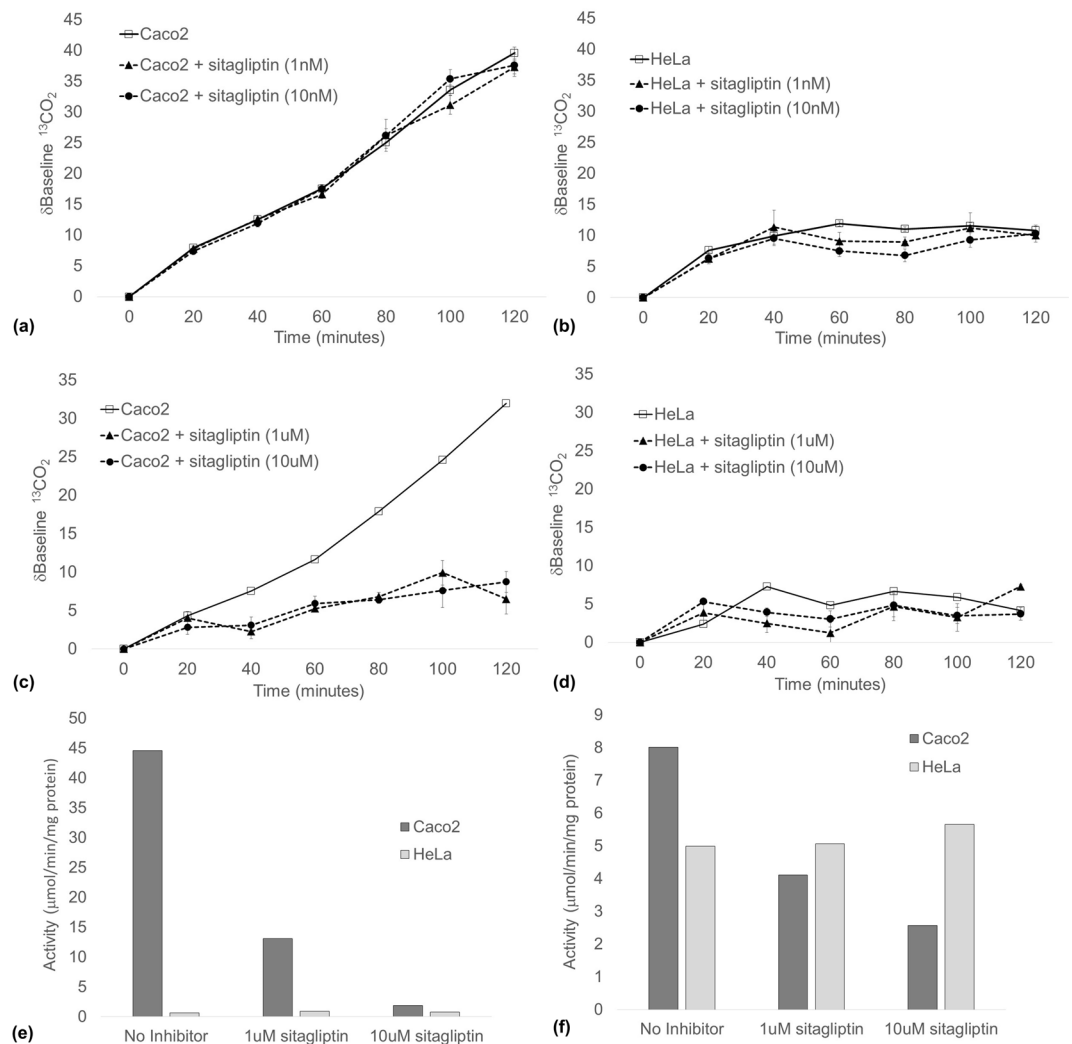 45
40
35
30
25
20
15
10
5
0
δBaseline ¹³CO₂
Caco2
Caco2 + sitagliptin (1nM)
Caco2 + sitagliptin (10nM)
0 20 40 60 80 100 120
Time (minutes)
(a)
45
40
35
30
25
20
15
10
5
0
δBaseline ¹³CO₂
HeLa
HeLa + sitagliptin (1nM)
HeLa + sitagliptin (10nM)
0 20 40 60 80 100 120
Time (minutes)
(b)
35
30
25
20
15
10
5
0
δBaseline ¹³CO₂
Caco2
Caco2 + sitagliptin (1uM)
Caco2 + sitagliptin (10uM)
0 20 40 60 80 100 120
Time (minutes)
(c)
35
30
25
20
15
10
5
0
δBaseline ¹³CO₂
HeLa
HeLa + sitagliptin (1uM)
HeLa + sitagliptin (10uM)
0 20 40 60 80 100 120
Time (minutes)
(d)
50
45
40
35
30
25
20
15
10
5
0
Activity (μmol/min/mg protein)
Caco2
HeLa
No Inhibitor 1uM sitagliptin 10uM sitagliptin
(e)
9
8
7
6
5
4
3
2
1
0
Activity (μmol/min/mg protein)
Caco2
HeLa
No Inhibitor 1uM sitagliptin 10uM sitagliptin
(f)